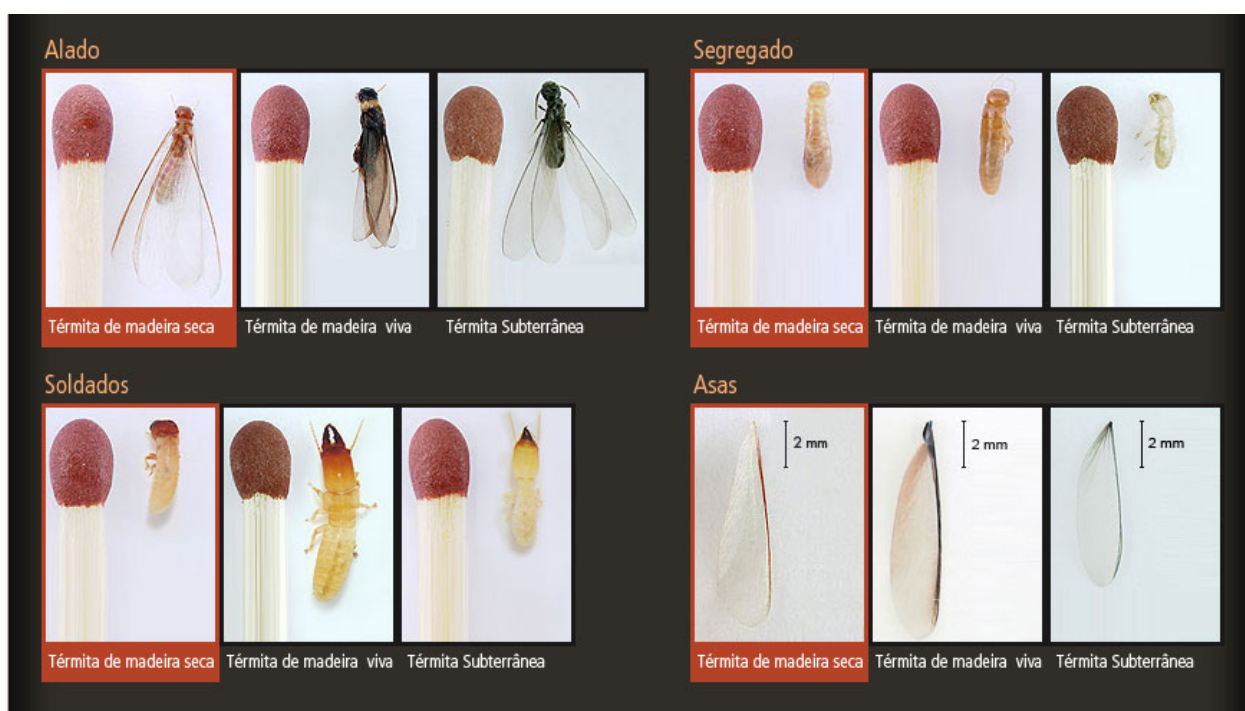 Alado
Térmita de madeira seca
Térmita de madeira viva
Térmita Subterrânea
Segregado
Térmita de madeira seca
Térmita de madeira viva
Térmita Subterrânea
Soldados
Térmita de madeira seca
Térmita de madeira viva
Térmita Subterrânea
Asas
2 mm
2 mm
2 mm
Térmita de madeira seca
Térmita de madeira viva
Térmita Subterrânea